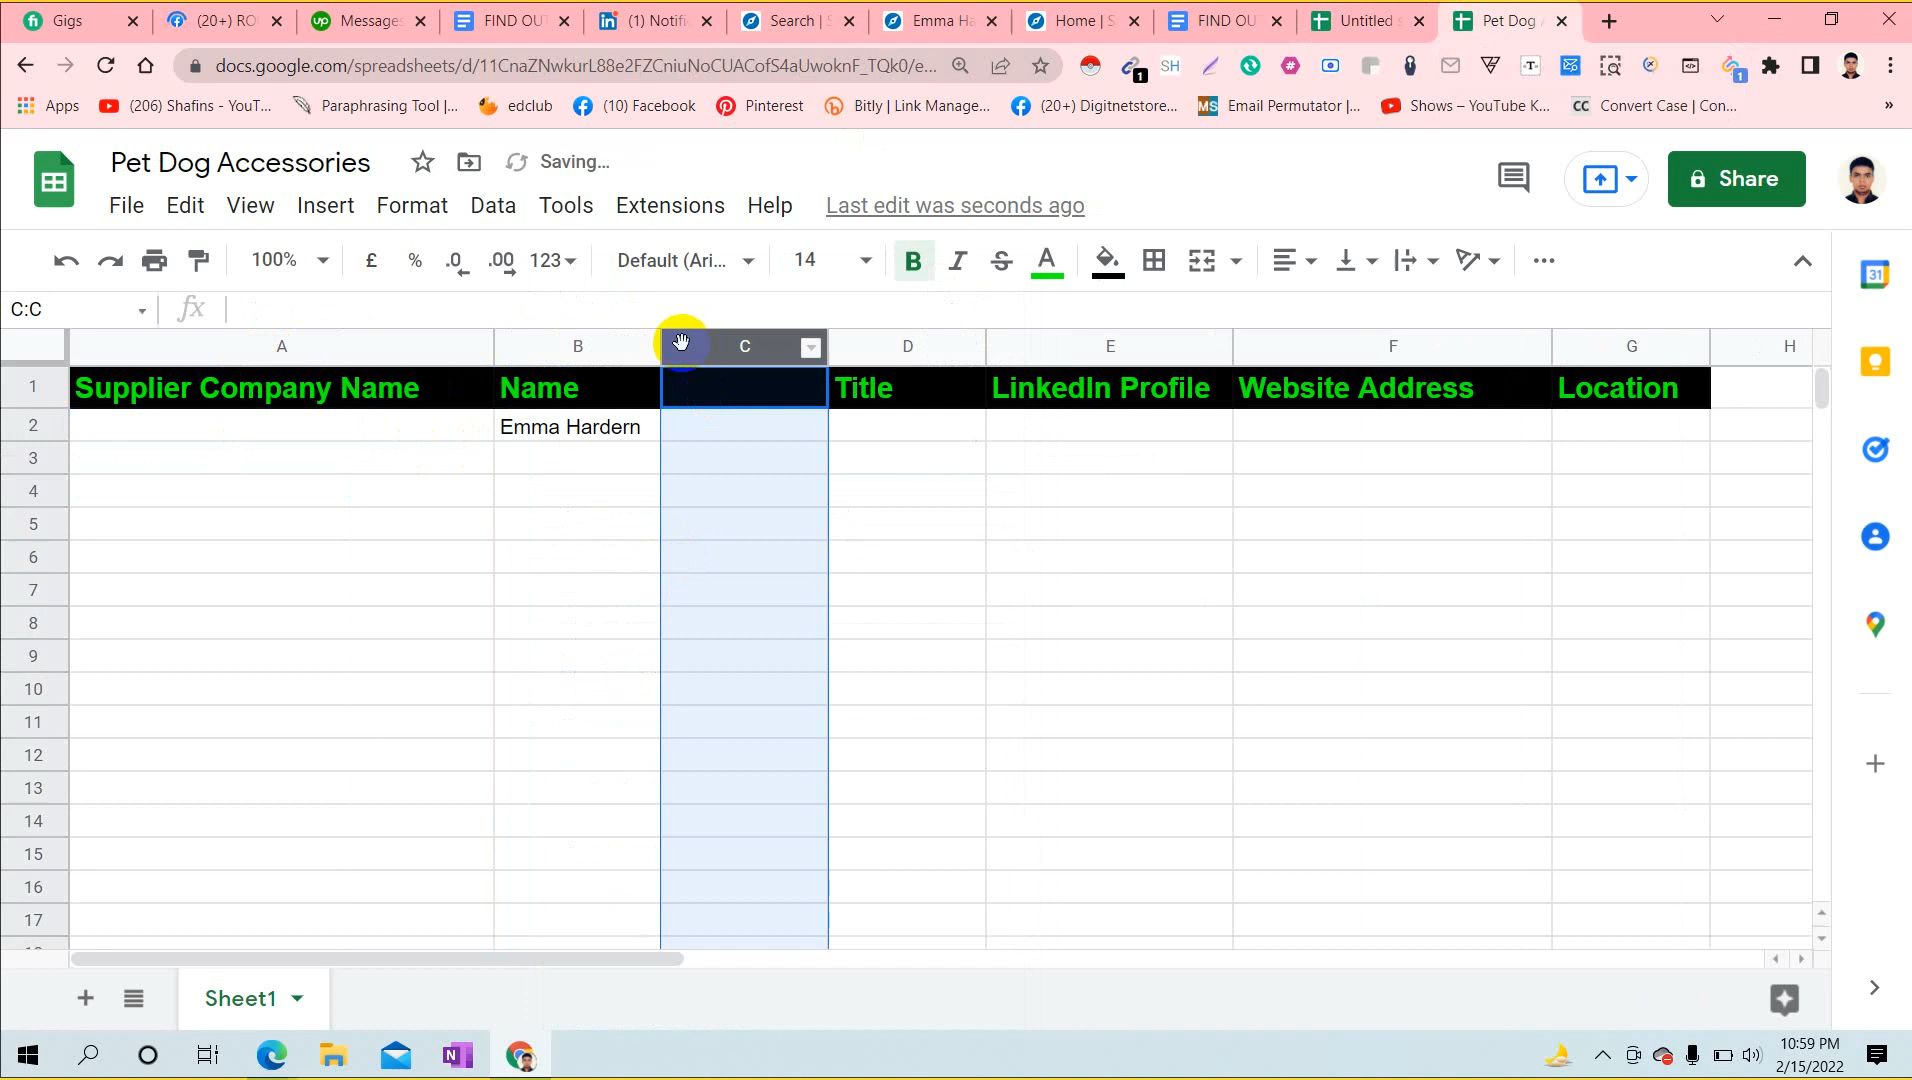 Gigs
(20+) RO
Messages
FIND OUT
(1) Notifi
Search | S
Emma Ha
Home | S
FIND OU
Untitled s
Pet Dog A
docs.google.com/spreadsheets/d/11CnaZNwkurL88e2FZCniuNoCUACofS4aUwoknF_TQk0/e...
Apps
(206) Shafins - YouT...
Paraphrasing Tool |...
edclub
(10) Facebook
Pinterest
Bitly | Link Manage...
(20+) Digitnetstore...
Email Permutator |...
Shows – YouTube K...
CC
Convert Case | Con...
»
Pet Dog Accessories
Saving...
Share
File Edit View Insert Format Data Tools Extensions Help
Last edit was seconds ago
100% £ % .0 .00 123 Default (Ari... 14 B I S A
C:C
fx
A B C D E F G H
1 Supplier Company Name Name Title LinkedIn Profile Website Address Location
2 Emma Hardern
3
4
5
6
7
8
9
10
11
12
13
14
15
16
17
Sheet1
10:59 PM
2/15/2022